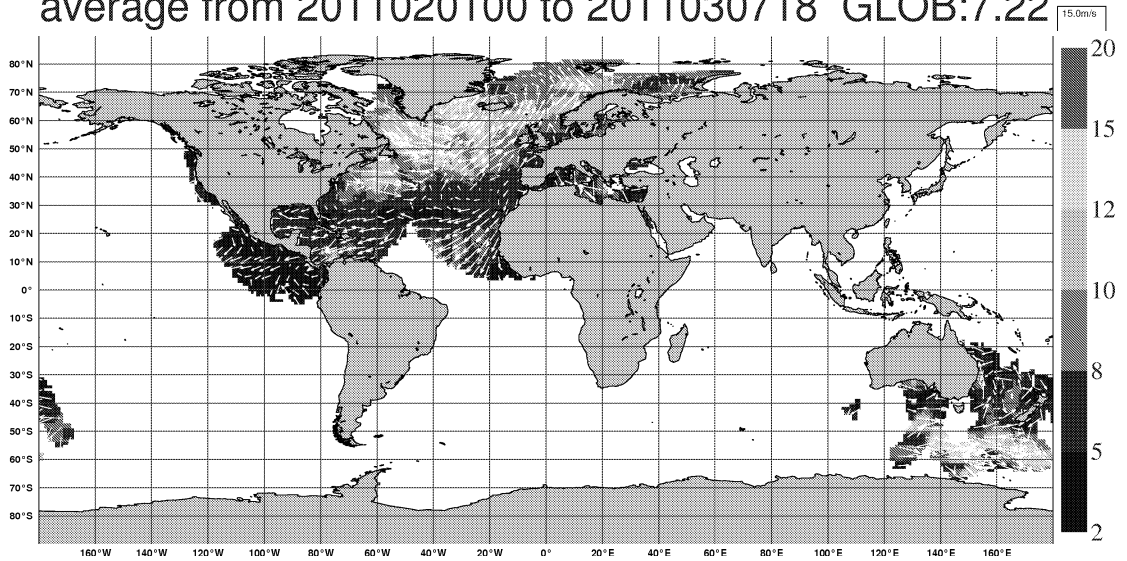 average from 2011020100 to 2011030718 GLOB:7.22
15.0m/s
20
15
12
10
8
5
2
80°N
70°N
60°N
50°N
40°N
30°N
20°N
10°N
0°
10°S
20°S
30°S
40°S
50°S
60°S
70°S
80°S
160°W 140°W 120°W 100°W 80°W 60°W 40°W 20°W 0° 20°E 40°E 60°E 80°E 100°E 120°E 140°E 160°E